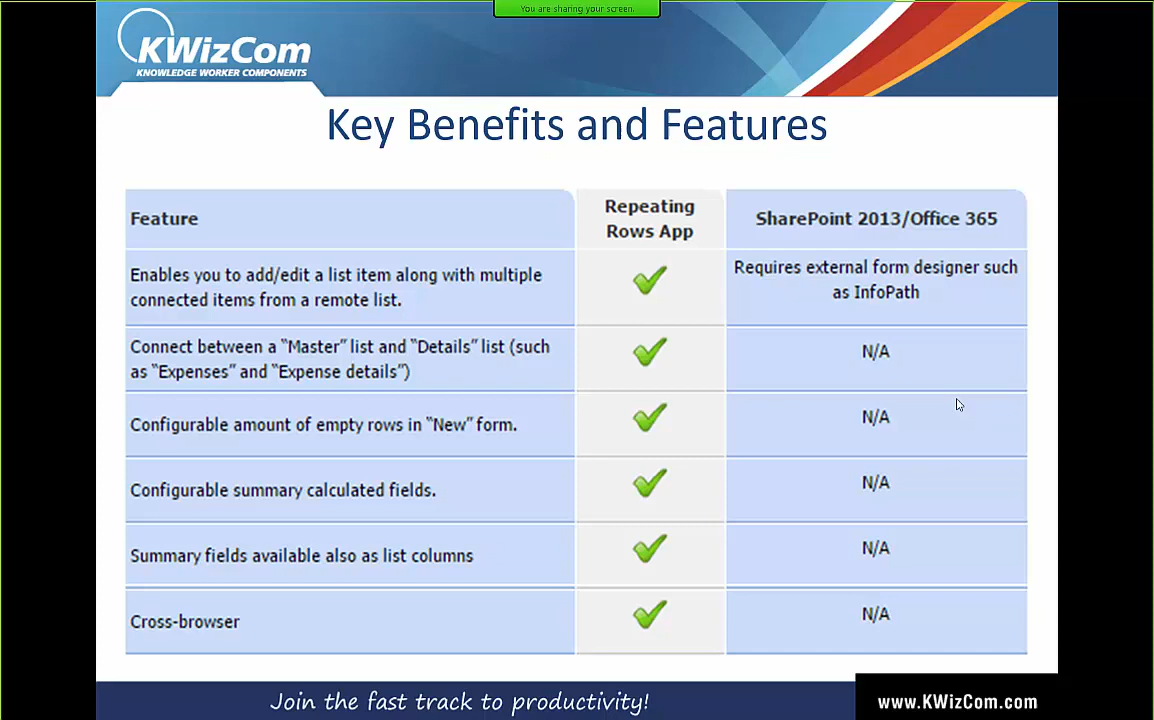 You are sharing your screen.
KWizCom
KNOWLEDGE WORKER COMPONENTS
Key Benefits and Features
Feature
Repeating
Rows App
SharePoint 2013/Office 365
Enables you to add/edit a list item along with multiple
connected items from a remote list.
Requires external form designer such
as InfoPath
Connect between a "Master" list and "Details" list (such
as "Expenses" and "Expense details")
N/A
Configurable amount of empty rows in "New" form.
N/A
Configurable summary calculated fields.
N/A
Summary fields available also as list columns
N/A
Cross-browser
N/A
Join the fast track to productivity!
www.KWizCom.com